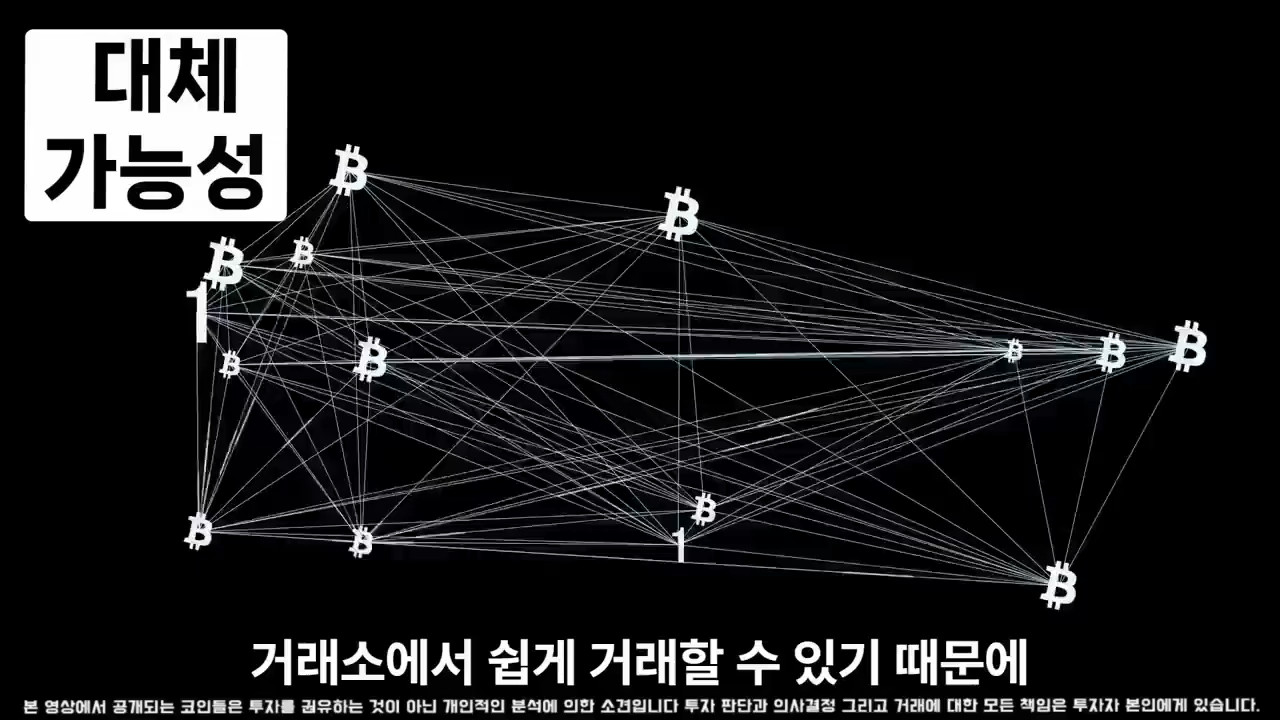 대체
가능성
1
1
거래소에서 쉽게 거래할 수 있기 때문에
본 영상에서 공개되는 코인들은 투자를 권유하는 것이 아닌 개인적인 분석에 의한 소견입니다 투자 판단과 의사결정 그리고 거래에 대한 모든 책임은 투자자 본인에게 있습니다.